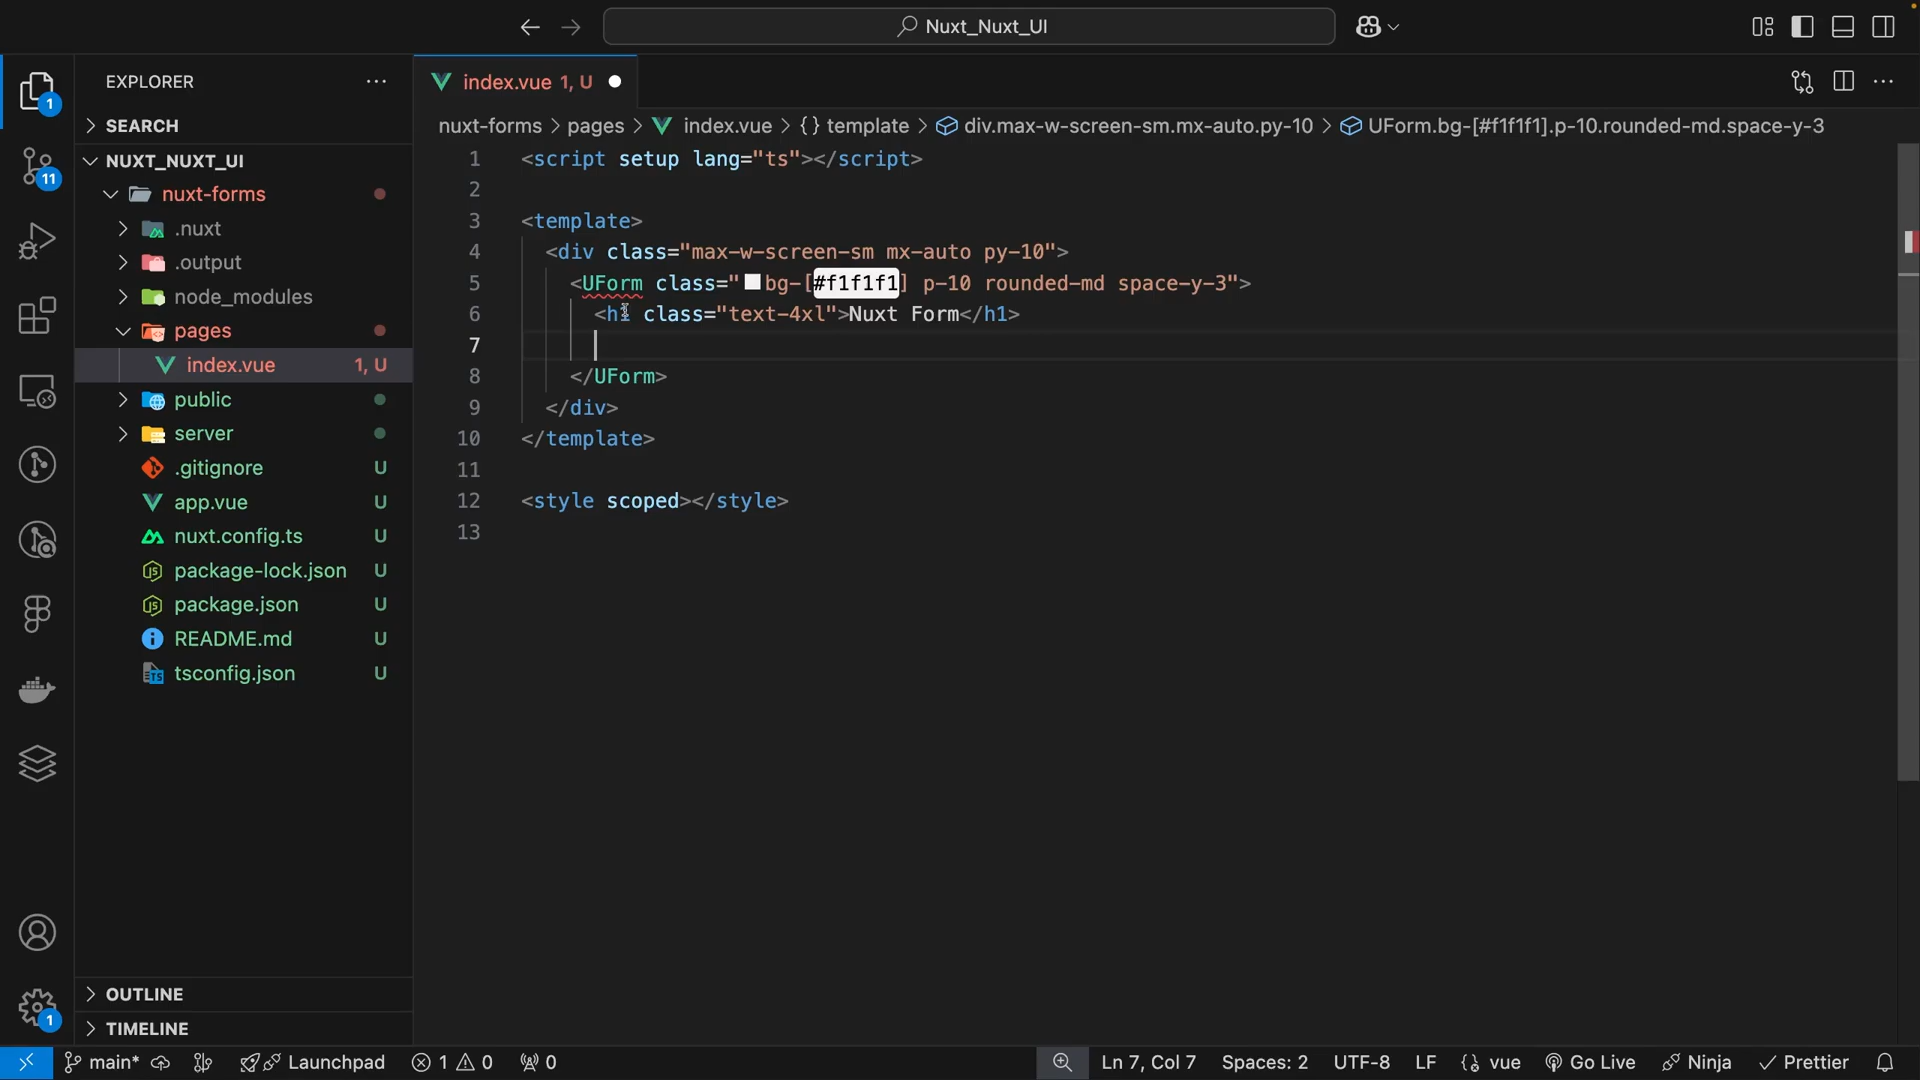 Nuxt_Nuxt_UI
EXPLORER
SEARCH
NUXT_NUXT_UI
nuxt-forms
.nuxt
.output
node_modules
pages
index.vue 1, U
public
server
.gitignore U
app.vue U
nuxt.config.ts U
package-lock.json U
package.json U
README.md U
tsconfig.json U
OUTLINE
TIMELINE
1
11
1
index.vue 1, U
nuxt-forms > pages > index.vue > {} template > div.max-w-screen-sm.mx-auto.py-10 > UForm.bg-[#f1f1f1].p-10.rounded-md.space-y-3
1 <script setup lang="ts"></script>
2
3 <template>
4 <div class="max-w-screen-sm mx-auto py-10">
5 <UForm class="bg-[#f1f1f1] p-10 rounded-md space-y-3">
6 <h1 class="text-4xl">Nuxt Form</h1>
7
8 </UForm>
9 </div>
10 </template>
11
12 <style scoped></style>
13
main* Launchpad 1 0 0 Ln 7, Col 7 Spaces: 2 UTF-8 LF {} vue Go Live Ninja Prettier